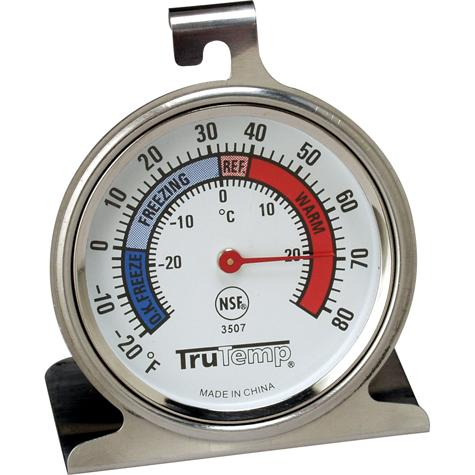 -20 -10 0 10 20 30 40 50 60 70 80
°F
O.K.FREEZE FREEZING REF WARM
-20 -10 0 10 20
°C
NSF®
3507
TruTemp®
MADE IN CHINA